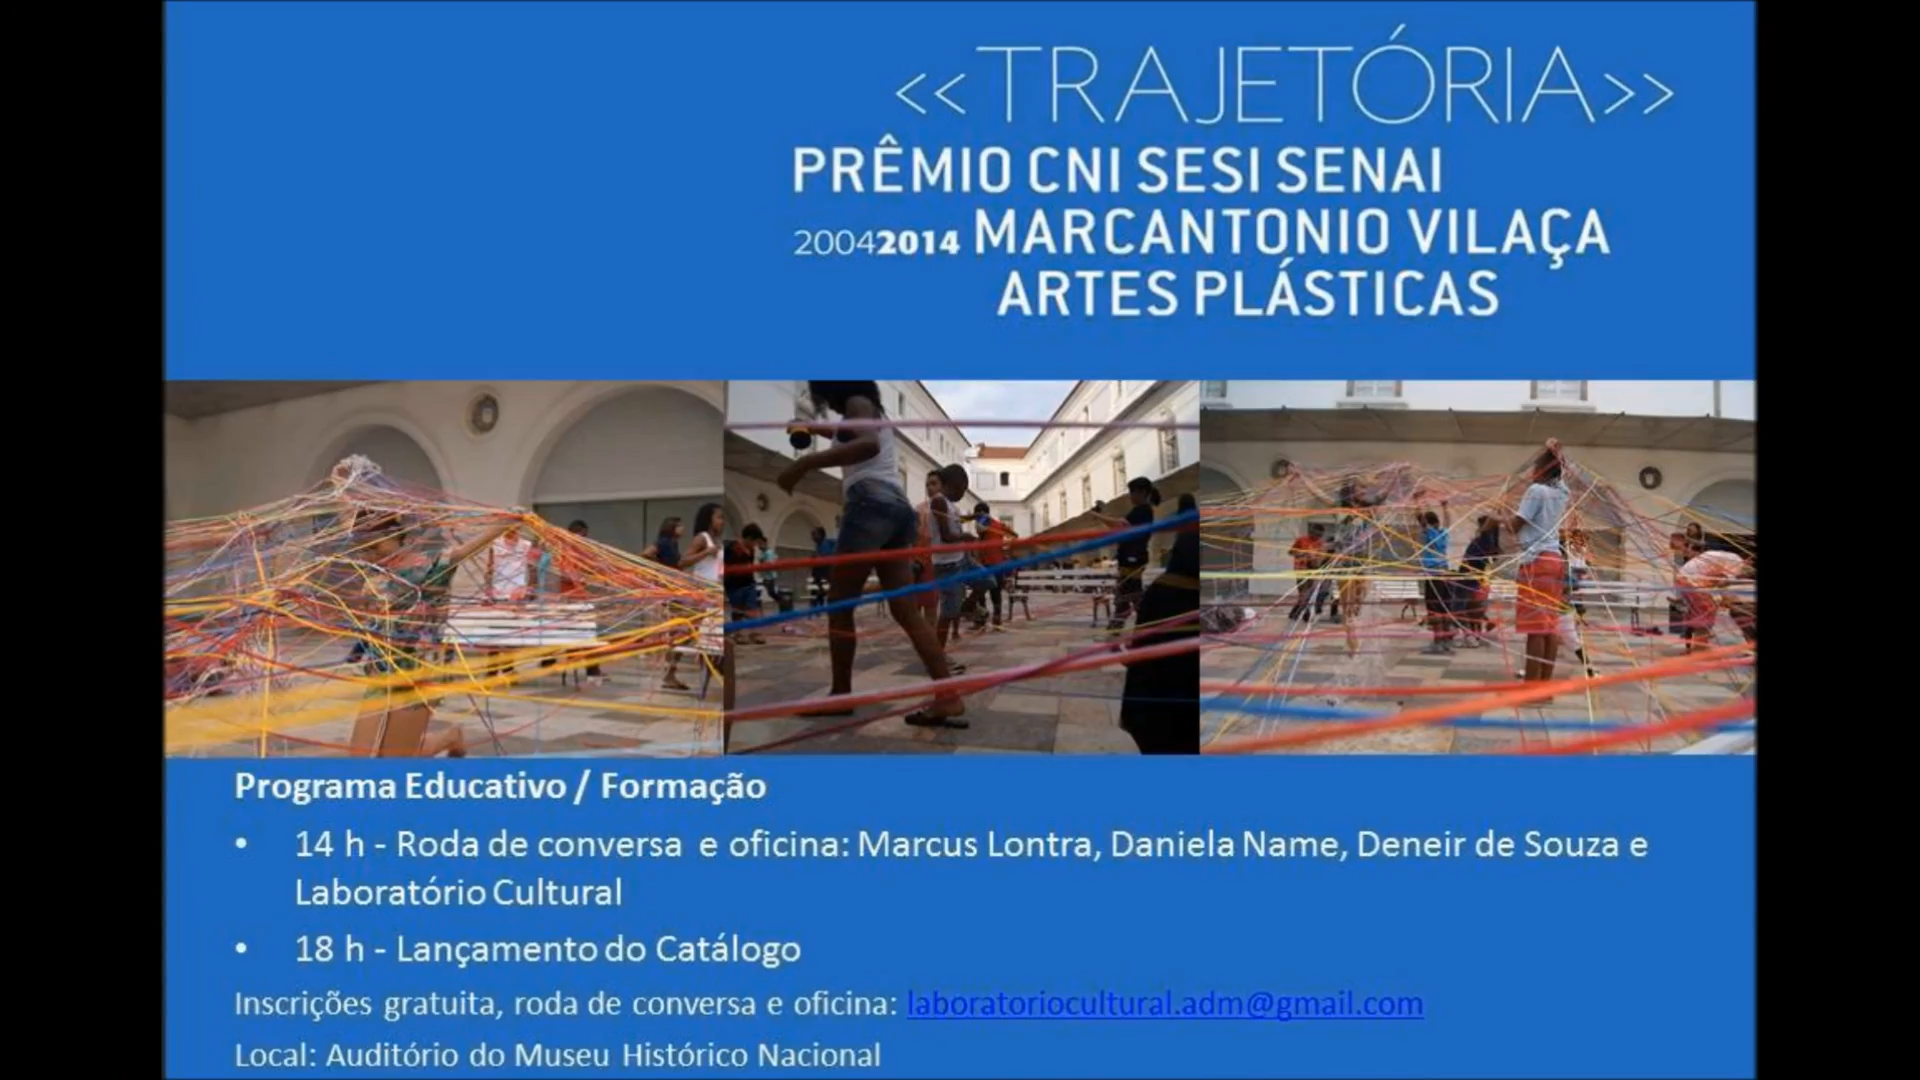 <<TRAJETÓRIA>>
PRÊMIO CNI SESI SENAI
20042014 MARCANTONIO VILAÇA
ARTES PLÁSTICAS
Programa Educativo / Formação
• 14 h - Roda de conversa e oficina: Marcus Lontra, Daniela Name, Deneir de Souza e
Laboratório Cultural
• 18 h - Lançamento do Catálogo
Inscrições gratuita, roda de conversa e oficina: laboratoriocultural.adm@gmail.com
Local: Auditório do Museu Histórico Nacional